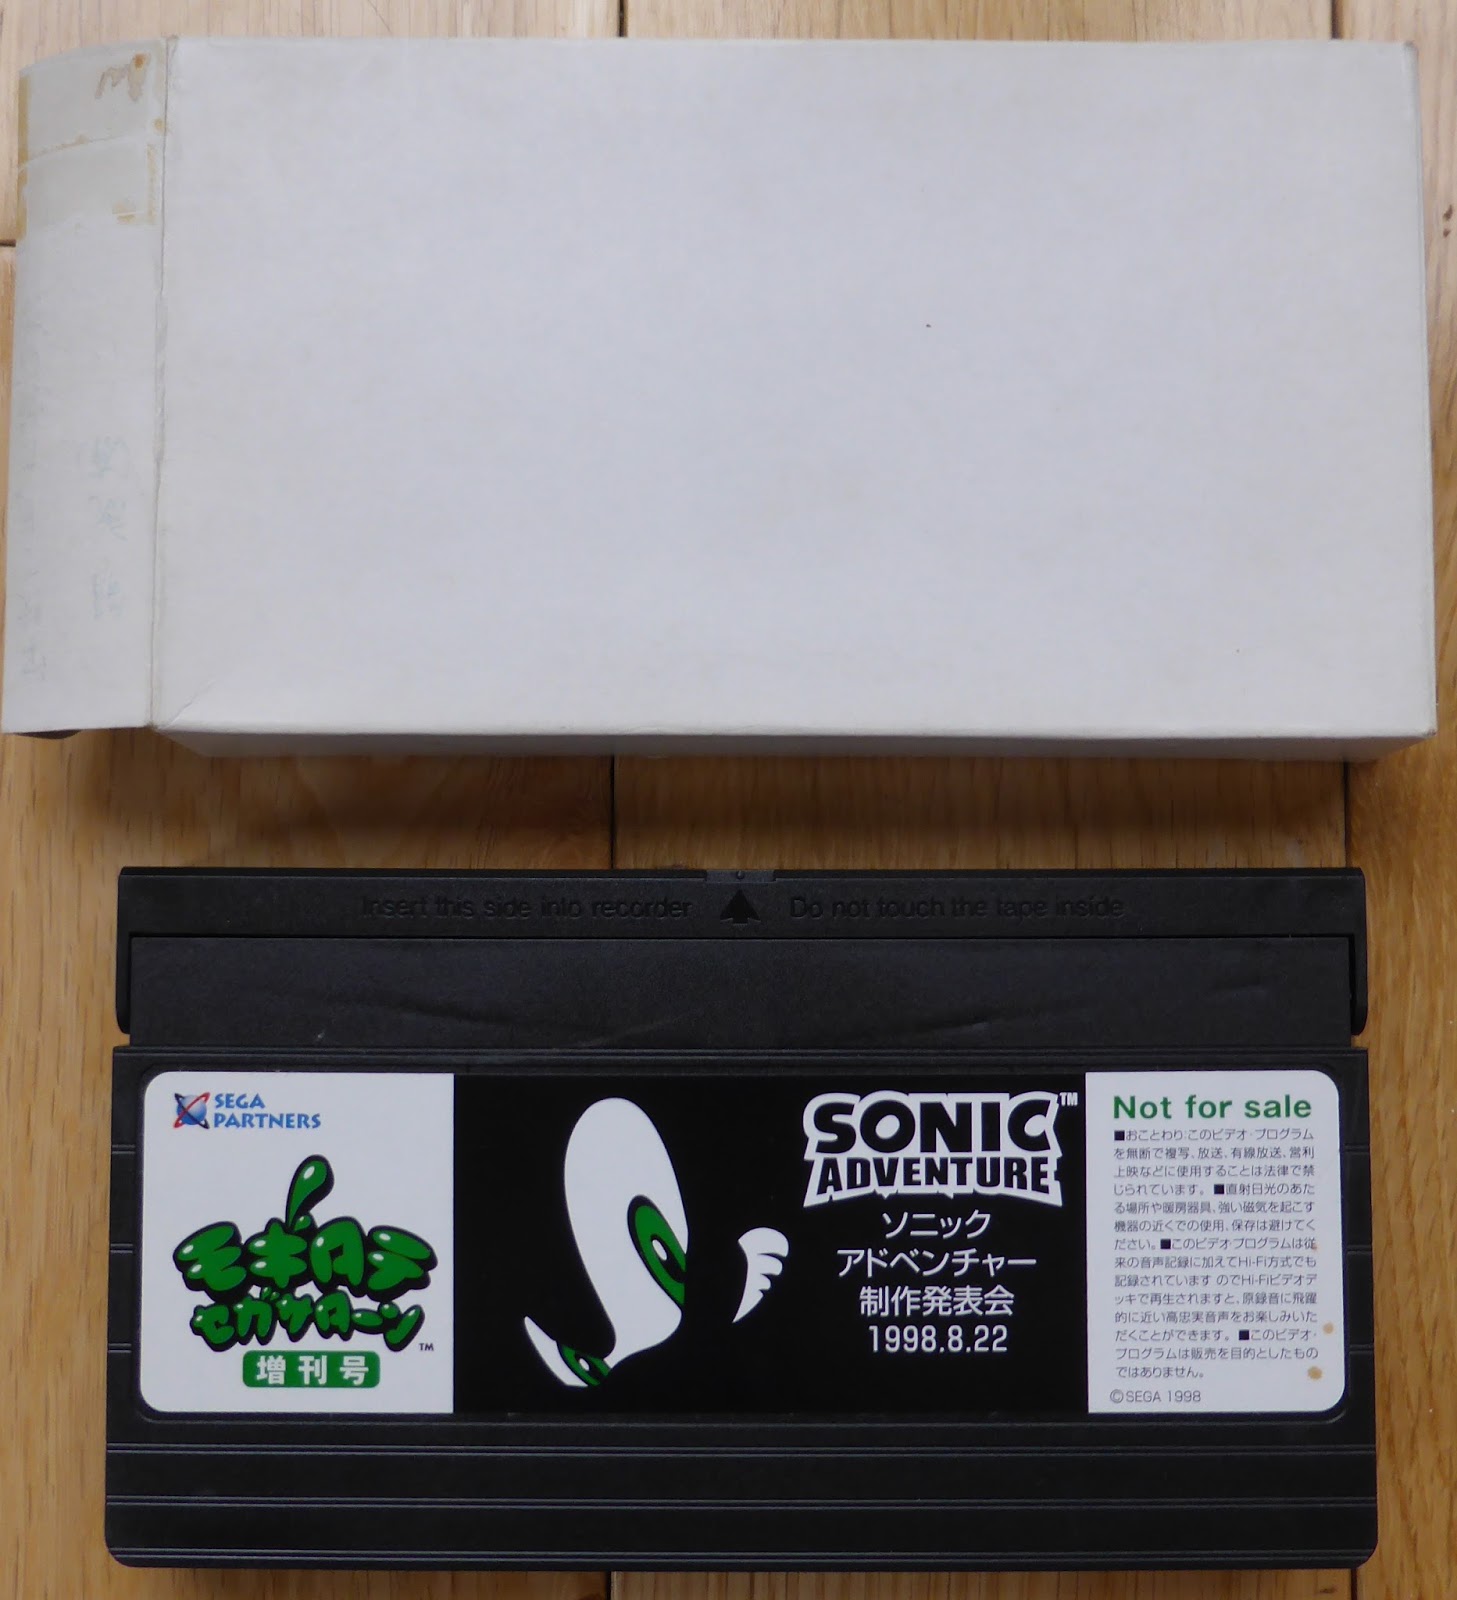 Insert this side into recorder
Do not touch the tape inside
SEGA
PARTNERS
モギタテ
セガサターン
™
増刊号
SONIC™
ADVENTURE
ソニック
アドベンチャー
制作発表会
1998.8.22
Not for sale
■おことわり:このビデオ・プログラム
を無断で複写、放送、有線放送、営利
上映などに使用することは法律で禁
じられています。■直射日光のあた
る場所や暖房器具、強い磁気を起こす
機器の近くでの使用、保存は避けてく
ださい。■このビデオプログラムは従
来の音声記録に加えてHi-Fi方式でも
記録されています のでHi-Fiビデオデ
ッキで再生されますと、原録音に飛躍
的に近い高忠実音声をお楽しみいた
だくことができます。■このビデオ・
プログラムは販売を目的としたもの
ではありません。
©SEGA 1998